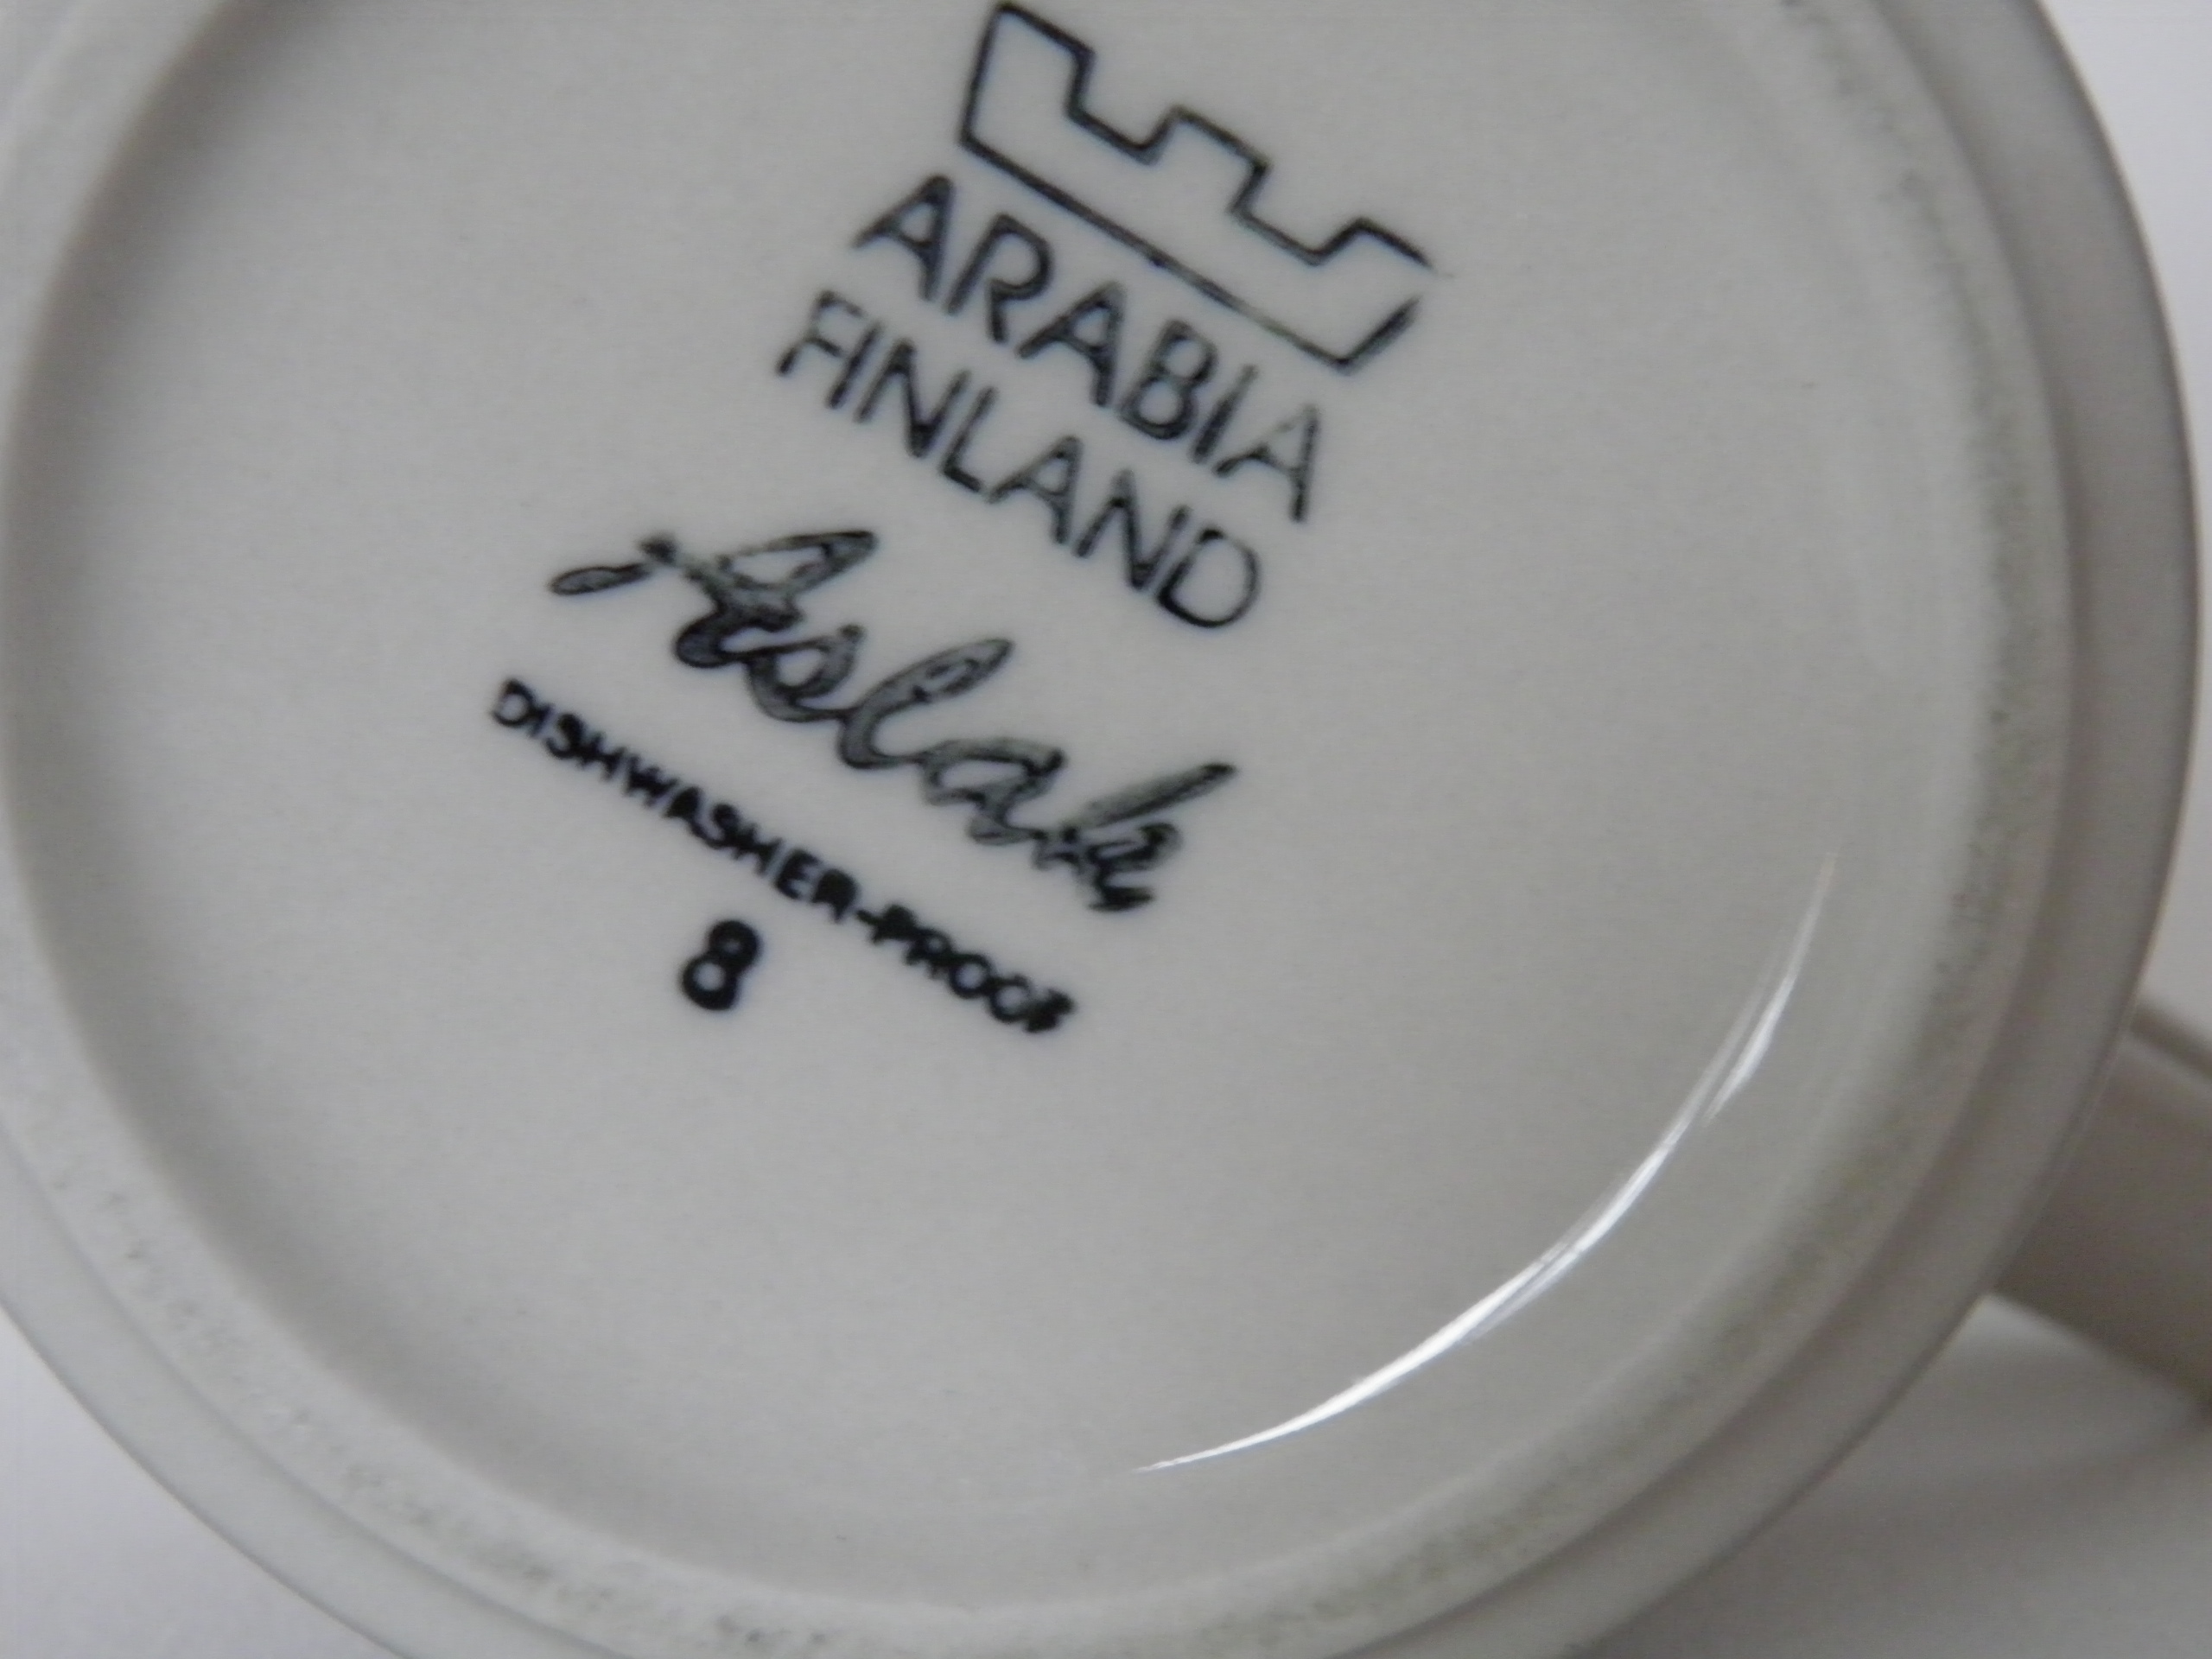 ARABIA
FINLAND
Aslak
DISHWASHER-PROOF
8